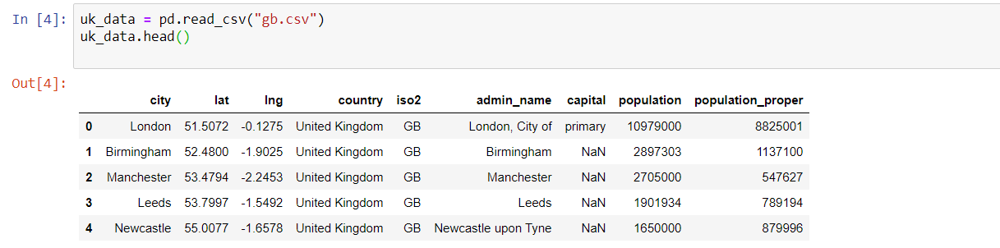 In [4]: uk_data = pd.read_csv("gb.csv")
uk_data.head()
Out[4]:
city lat lng country iso2 admin_name capital population population_proper
0 London 51.5072 -0.1275 United Kingdom GB London, City of primary 10979000 8825001
1 Birmingham 52.4800 -1.9025 United Kingdom GB Birmingham NaN 2897303 1137100
2 Manchester 53.4794 -2.2453 United Kingdom GB Manchester NaN 2705000 547627
3 Leeds 53.7997 -1.5492 United Kingdom GB Leeds NaN 1901934 789194
4 Newcastle 55.0077 -1.6578 United Kingdom GB Newcastle upon Tyne NaN 1650000 879996